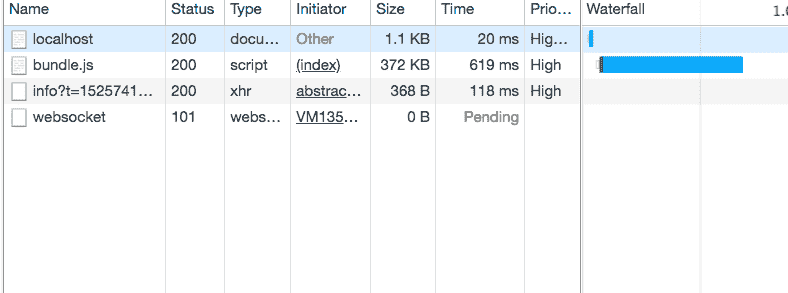 Name Status Type Initiator Size Time Prio... Waterfall 1.0
localhost 200 docu... Other 1.1 KB 20 ms Hig...
bundle.js 200 script (index) 372 KB 619 ms High
info?t=1525741... 200 xhr abstrac... 368 B 118 ms High
websocket 101 webs... VM135... 0 B Pending